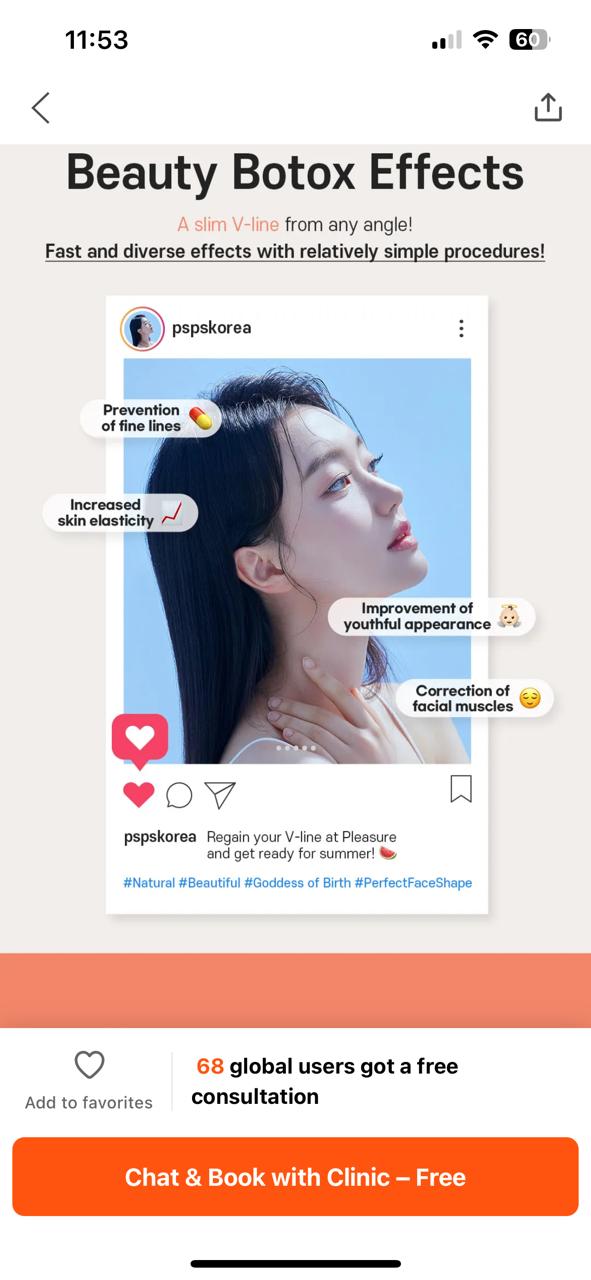 11:53
60
Beauty Botox Effects
A slim V-line from any angle!
Fast and diverse effects with relatively simple procedures!
pspskorea
Prevention
of fine lines
Increased
skin elasticity
Improvement of
youthful appearance
Correction of
facial muscles
pspskorea Regain your V-line at Pleasure
and get ready for summer! 🍉
#Natural #Beautiful #Goddess of Birth #PerfectFaceShape
Add to favorites
68 global users got a free
consultation
Chat & Book with Clinic – Free